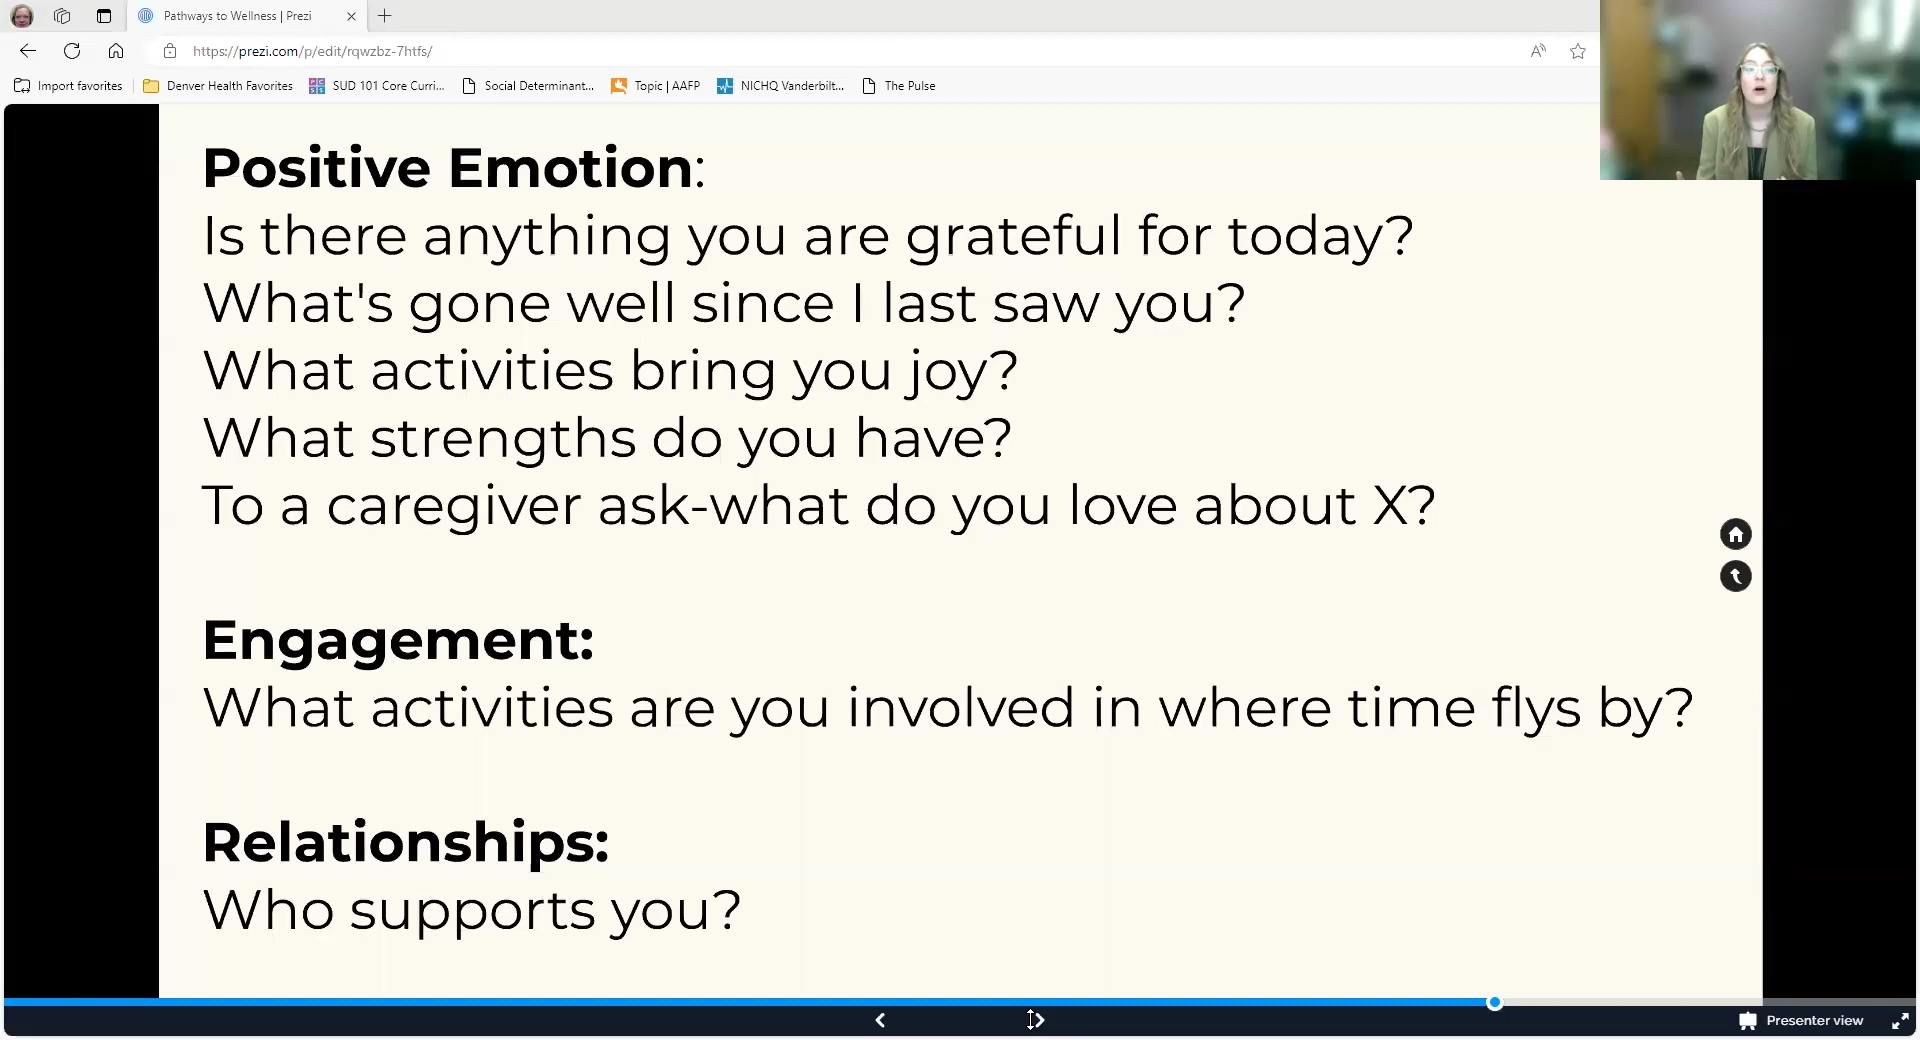 Pathways to Wellness | Prezi
https://prezi.com/p/edit/rqwzbz-7htfs/
Import favorites
Denver Health Favorites
SUD 101 Core Curri...
Social Determinant...
Topic | AAFP
NICHQ Vanderbilt...
The Pulse
Positive Emotion:
Is there anything you are grateful for today?
What's gone well since I last saw you?
What activities bring you joy?
What strengths do you have?
To a caregiver ask-what do you love about X?
Engagement:
What activities are you involved in where time flys by?
Relationships:
Who supports you?
Presenter view